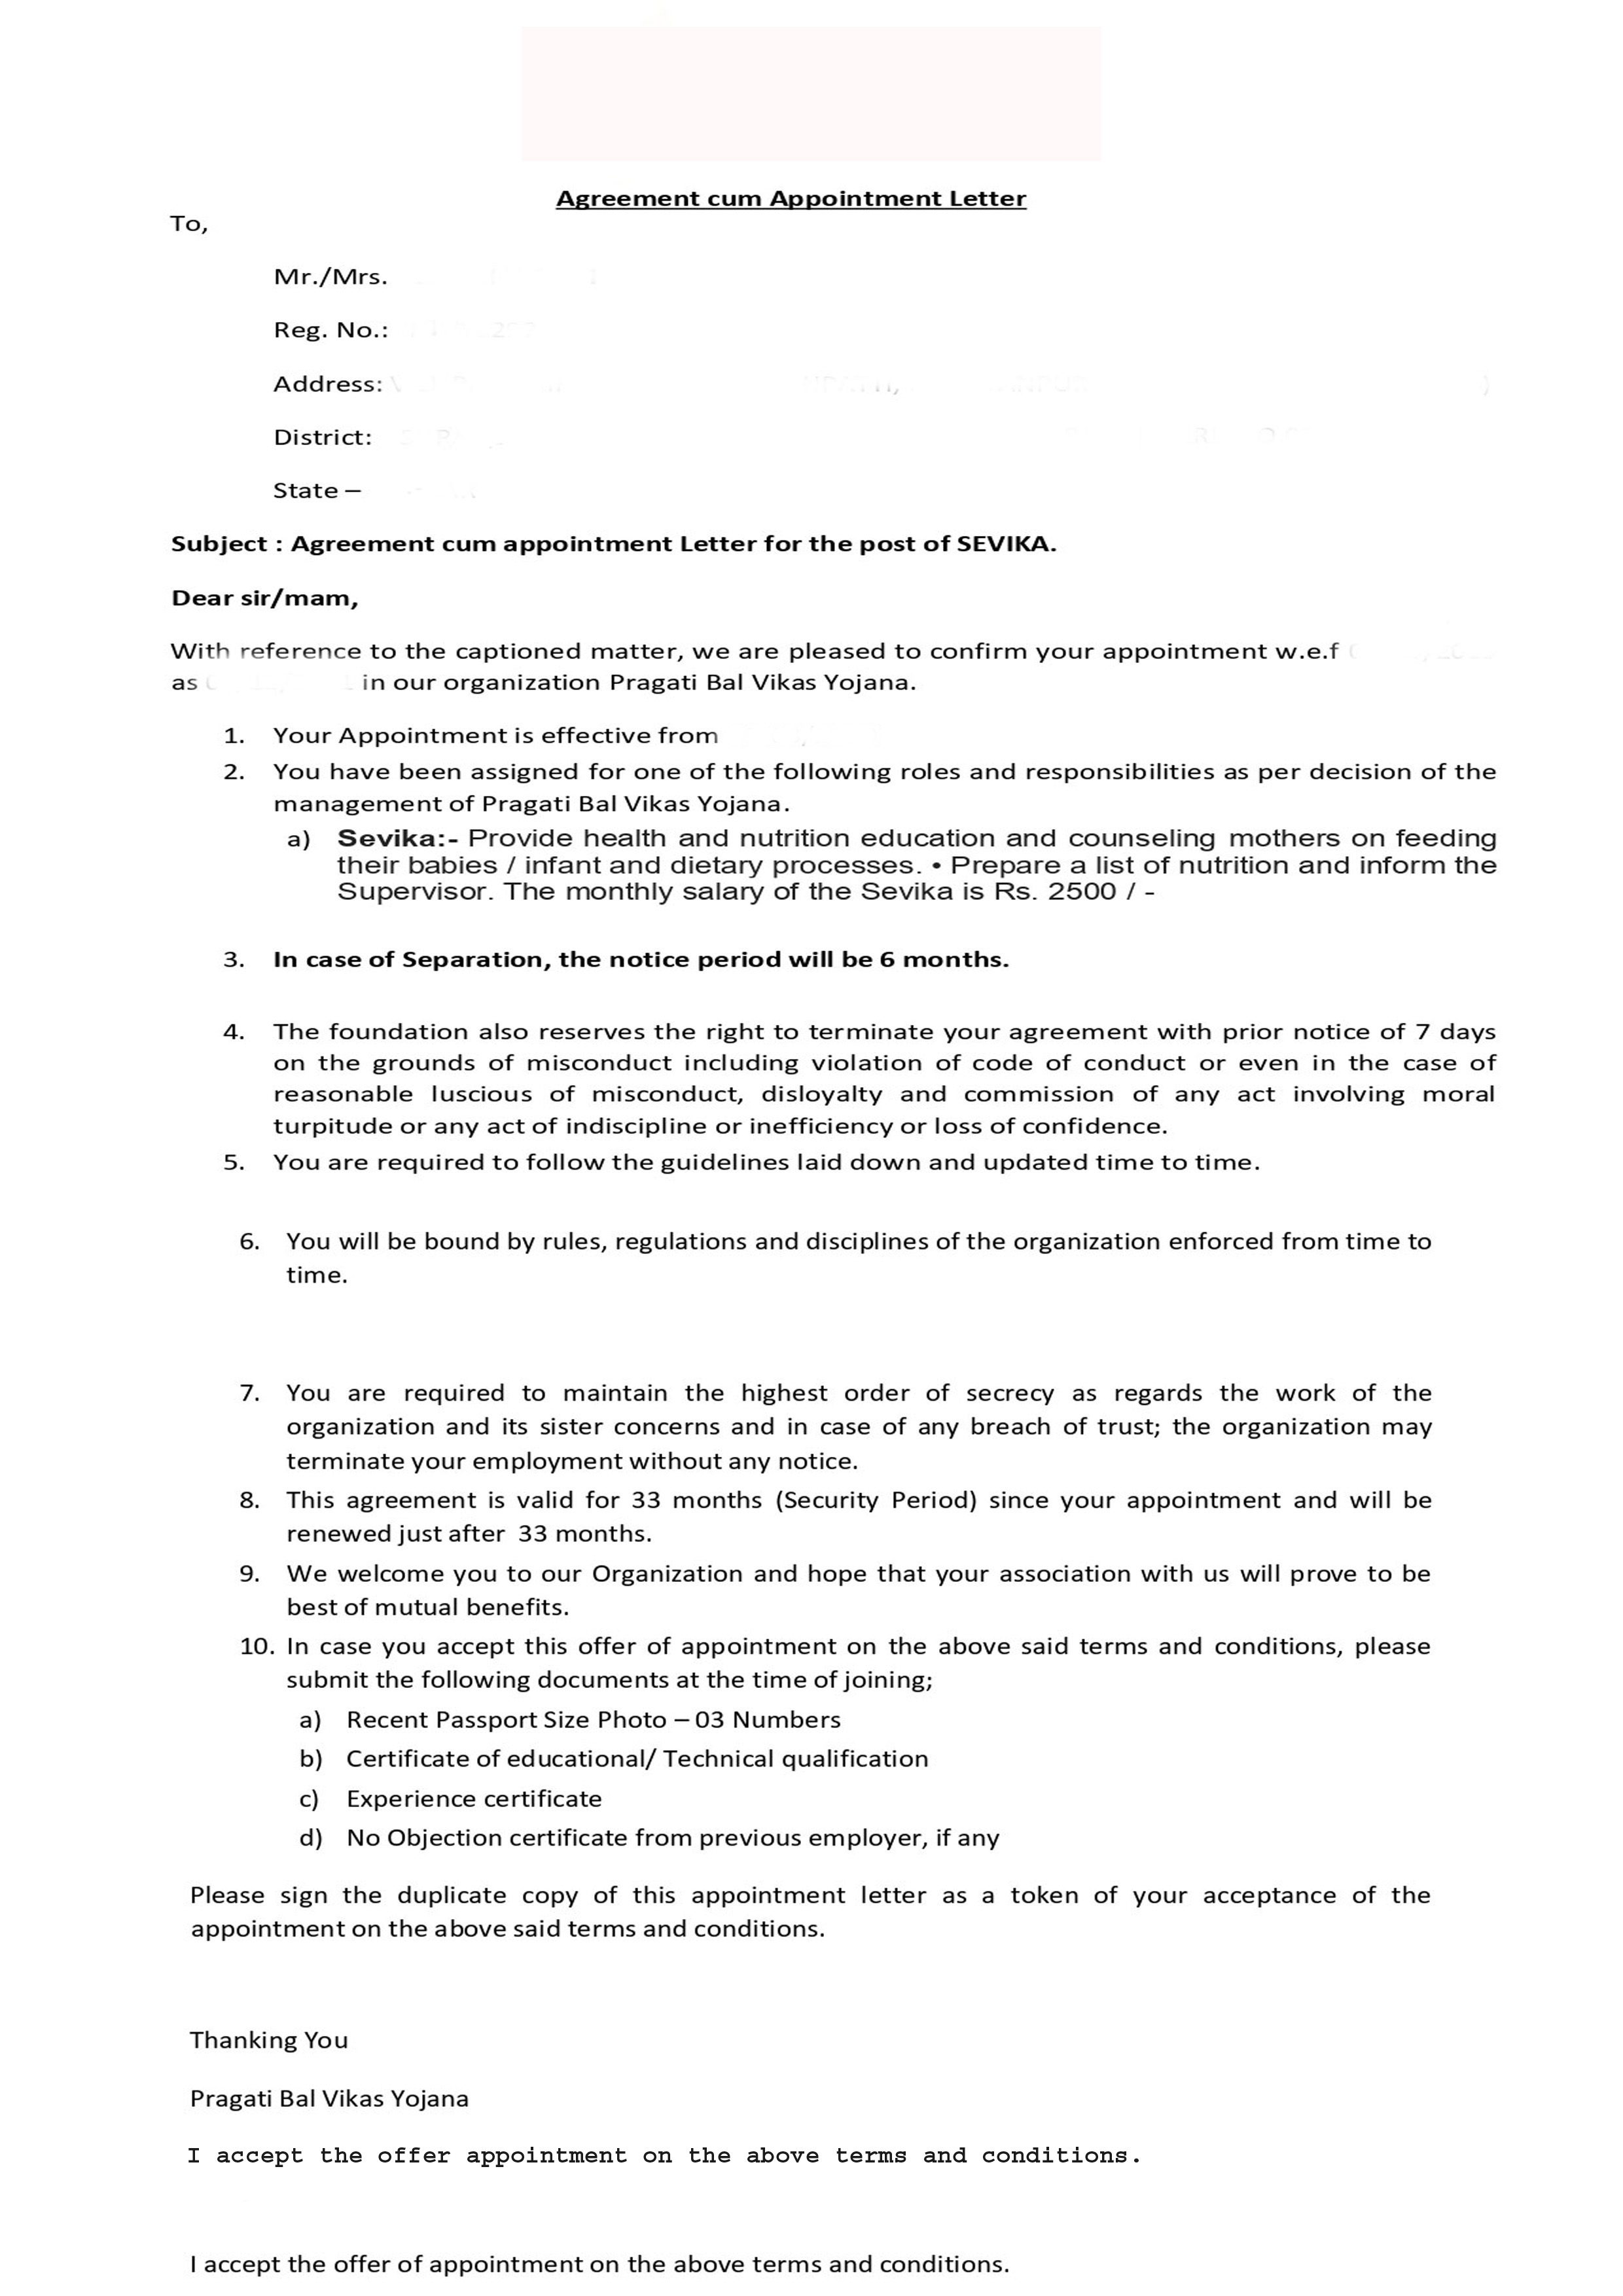 Agreement cum Appointment Letter
To,
Mr./Mrs.
Reg. No.:
Address:
District:
State –
Subject : Agreement cum appointment Letter for the post of SEVIKA.
Dear sir/mam,
With reference to the captioned matter, we are pleased to confirm your appointment w.e.f
as in our organization Pragati Bal Vikas Yojana.
1. Your Appointment is effective from
2. You have been assigned for one of the following roles and responsibilities as per decision of the
management of Pragati Bal Vikas Yojana.
a) Sevika:- Provide health and nutrition education and counseling mothers on feeding
their babies / infant and dietary processes. • Prepare a list of nutrition and inform the
Supervisor. The monthly salary of the Sevika is Rs. 2500 / -
3. In case of Separation, the notice period will be 6 months.
4. The foundation also reserves the right to terminate your agreement with prior notice of 7 days
on the grounds of misconduct including violation of code of conduct or even in the case of
reasonable luscious of misconduct, disloyalty and commission of any act involving moral
turpitude or any act of indiscipline or inefficiency or loss of confidence.
5. You are required to follow the guidelines laid down and updated time to time.
6. You will be bound by rules, regulations and disciplines of the organization enforced from time to
time.
7. You are required to maintain the highest order of secrecy as regards the work of the
organization and its sister concerns and in case of any breach of trust; the organization may
terminate your employment without any notice.
8. This agreement is valid for 33 months (Security Period) since your appointment and will be
renewed just after 33 months.
9. We welcome you to our Organization and hope that your association with us will prove to be
best of mutual benefits.
10. In case you accept this offer of appointment on the above said terms and conditions, please
submit the following documents at the time of joining;
a) Recent Passport Size Photo – 03 Numbers
b) Certificate of educational/ Technical qualification
c) Experience certificate
d) No Objection certificate from previous employer, if any
Please sign the duplicate copy of this appointment letter as a token of your acceptance of the
appointment on the above said terms and conditions.
Thanking You
Pragati Bal Vikas Yojana
I accept the offer appointment on the above terms and conditions.
I accept the offer of appointment on the above terms and conditions.